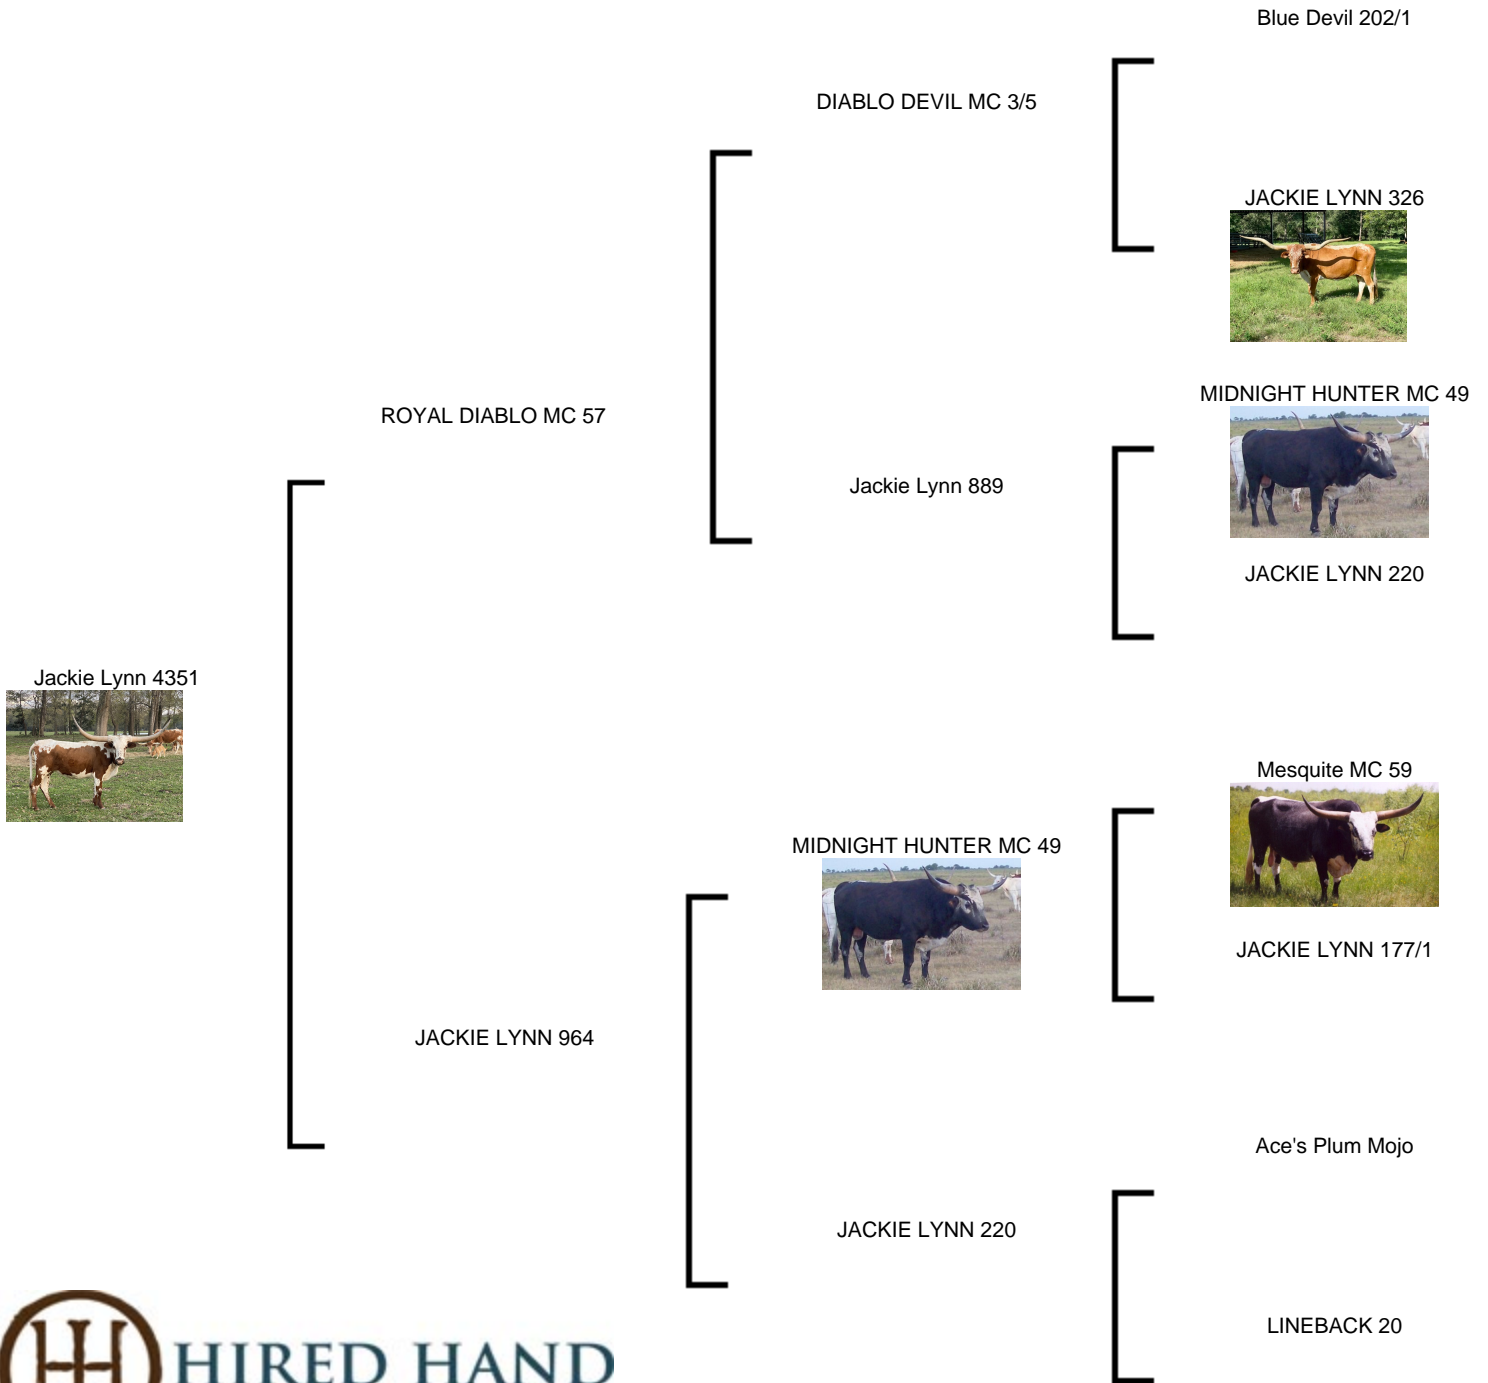 Blue Devil 202/1
DIABLO DEVIL MC 3/5
JACKIE LYNN 326
MIDNIGHT HUNTER MC 49
ROYAL DIABLO MC 57
Jackie Lynn 889
JACKIE LYNN 220
Jackie Lynn 4351
Mesquite MC 59
MIDNIGHT HUNTER MC 49
JACKIE LYNN 177/1
JACKIE LYNN 964
Ace's Plum Mojo
JACKIE LYNN 220
LINEBACK 20
HIRED HAND